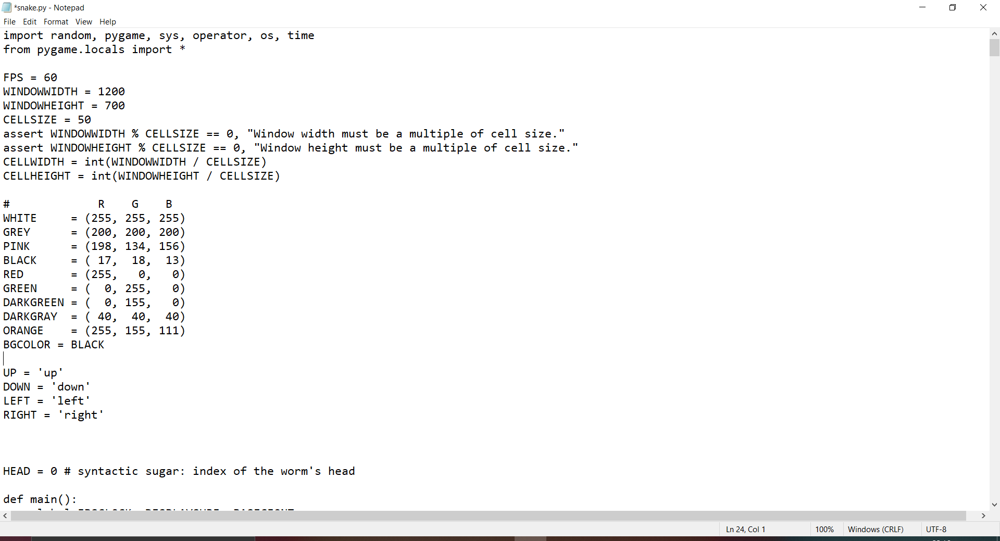 *snake.py - Notepad
File Edit Format View Help
import random, pygame, sys, operator, os, time
from pygame.locals import *

FPS = 60
WINDOWWIDTH = 1200
WINDOWHEIGHT = 700
CELLSIZE = 50
assert WINDOWWIDTH % CELLSIZE == 0, "Window width must be a multiple of cell size."
assert WINDOWHEIGHT % CELLSIZE == 0, "Window height must be a multiple of cell size."
CELLWIDTH = int(WINDOWWIDTH / CELLSIZE)
CELLHEIGHT = int(WINDOWHEIGHT / CELLSIZE)

#             R    G    B
WHITE     = (255, 255, 255)
GREY      = (200, 200, 200)
PINK      = (198, 134, 156)
BLACK     = ( 17,  18,  13)
RED       = (255,   0,   0)
GREEN     = (  0, 255,   0)
DARKGREEN = (  0, 155,   0)
DARKGRAY  = ( 40,  40,  40)
ORANGE    = (255, 155, 111)
BGCOLOR = BLACK

UP = 'up'
DOWN = 'down'
LEFT = 'left'
RIGHT = 'right'

HEAD = 0 # syntactic sugar: index of the worm's head

def main():
Ln 24, Col 1 100% Windows (CRLF) UTF-8